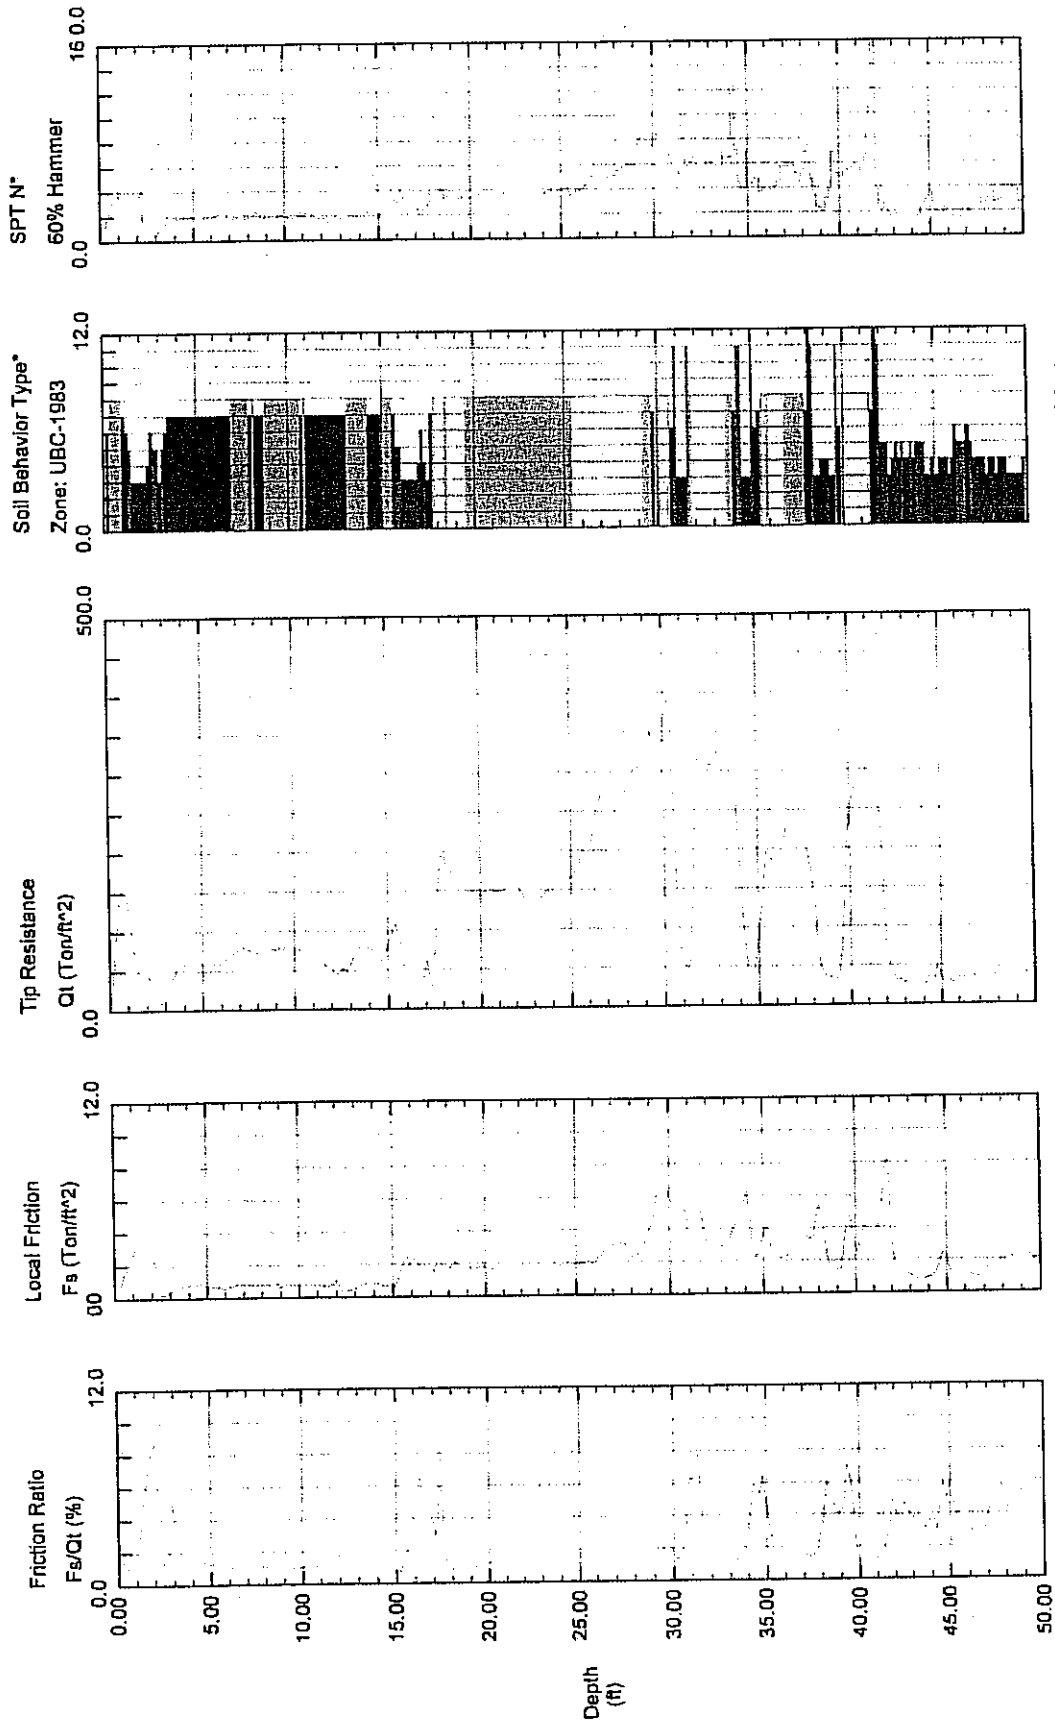 SPT N*
60% Hammer
0.0
16 0.0
Soil Behavior Type*
Zone: UBC-1983
0.0
12.0
Tip Resistance
Qt (Ton/ft^2)
0.0
500.0
Local Friction
Fs (Ton/ft^2)
00
12.0
Friction Ratio
Fs/Qt (%)
0.0
12.0
0.00
5.00
10.00
15.00
20.00
25.00
30.00
35.00
40.00
45.00
50.00
Depth
(ft)